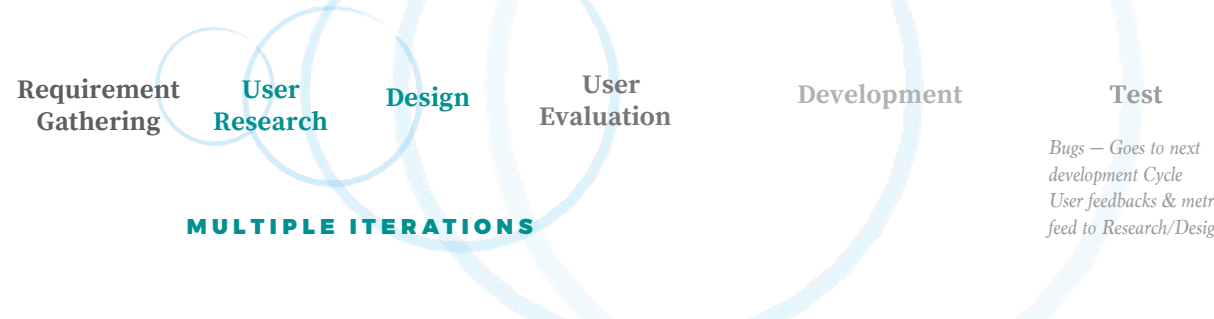 Requirement
Gathering
User
Research
Design
User
Evaluation
Development
Test
Bugs — Goes to next
development Cycle
User feedbacks & metr
feed to Research/Desig
MULTIPLE ITERATIONS